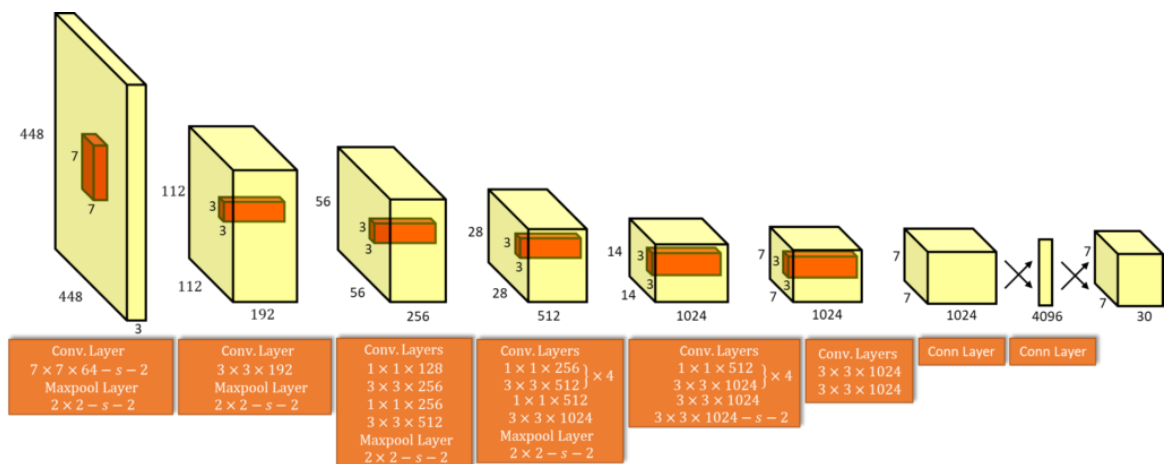 448
7
7
448
3
112
3
3
112
192
56
3
3
56
256
28
3
3
28
512
14
3
3
14
1024
7
3
3
7
1024
7
7
1024
4096
7
7
30
Conv. Layer
7 × 7 × 64 − s − 2
Maxpool Layer
2 × 2 − s − 2
Conv. Layer
3 × 3 × 192
Maxpool Layer
2 × 2 − s − 2
Conv. Layers
1 × 1 × 128
3 × 3 × 256
1 × 1 × 256
3 × 3 × 512
Maxpool Layer
2 × 2 − s − 2
Conv. Layers
1 × 1 × 256
3 × 3 × 512 } × 4
1 × 1 × 512
3 × 3 × 1024
Maxpool Layer
2 × 2 − s − 2
Conv. Layers
1 × 1 × 512
3 × 3 × 1024 } × 4
3 × 3 × 1024
3 × 3 × 1024 − s − 2
Conv. Layers
3 × 3 × 1024
3 × 3 × 1024
Conn Layer
Conn Layer